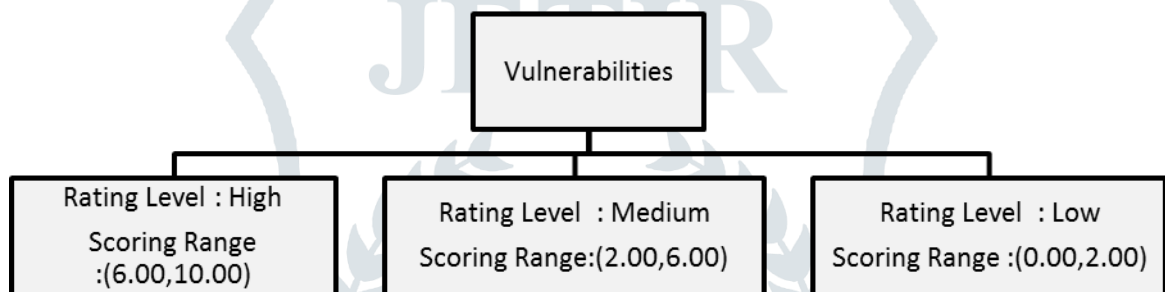 JETIR
Vulnerabilities
Rating Level : High
Scoring Range
:(6.00,10.00)
Rating Level : Medium
Scoring Range:(2.00,6.00)
Rating Level : Low
Scoring Range :(0.00,2.00)